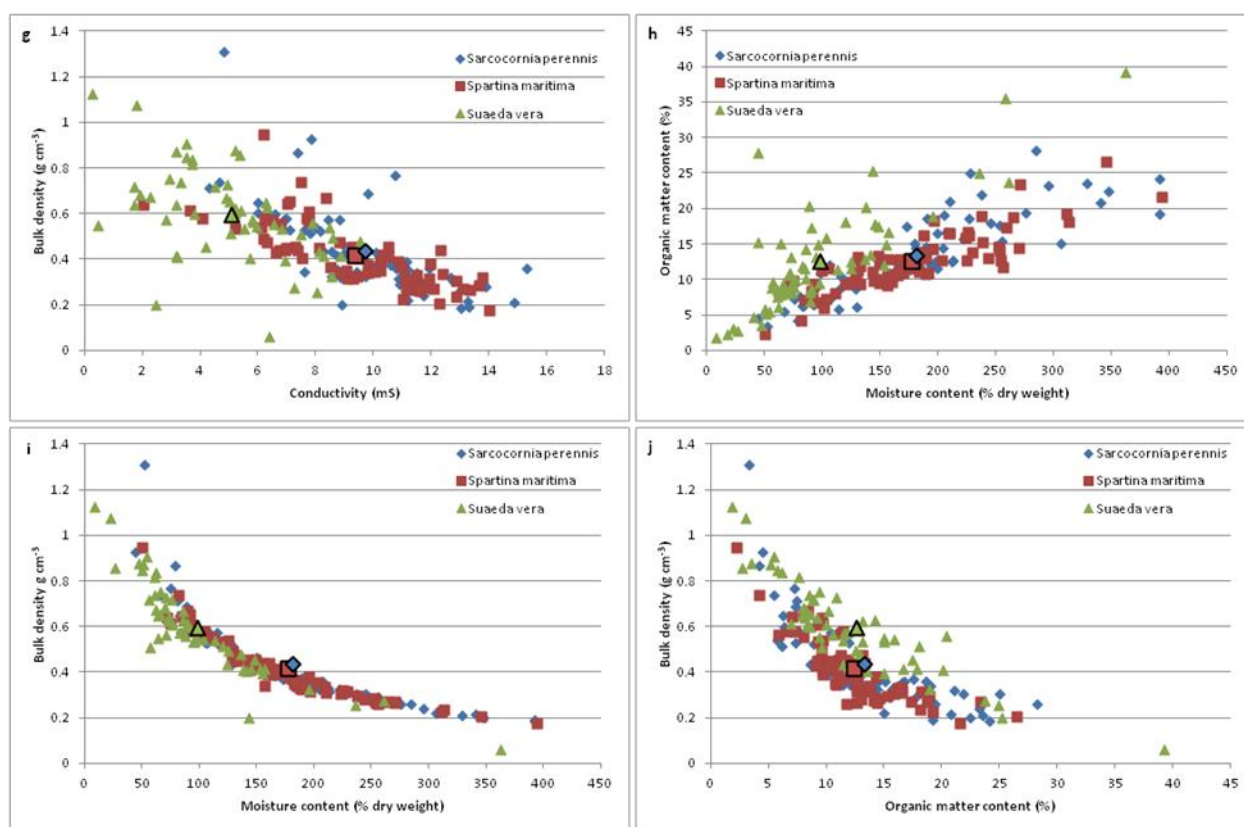 g
Sarcocornia perennis
Spartina maritima
Suaeda vera
Bulk density (g cm⁻³)
1.4
1.2
1
0.8
0.6
0.4
0.2
0
0 2 4 6 8 10 12 14 16 18
Conductivity (mS)
h
Sarcocornia perennis
Spartina maritima
Suaeda vera
Organic matter content (%)
45
40
35
30
25
20
15
10
5
0
0 50 100 150 200 250 300 350 400 450
Moisture content (% dry weight)
i
Sarcocornia perennis
Spartina maritima
Suaeda vera
Bulk density g cm⁻³
1.4
1.2
1
0.8
0.6
0.4
0.2
0
0 50 100 150 200 250 300 350 400 450
Moisture content (% dry weight)
j
Sarcocornia perennis
Spartina maritima
Suaeda vera
Bulk density (g cm⁻³)
1.4
1.2
1
0.8
0.6
0.4
0.2
0
0 5 10 15 20 25 30 35 40 45
Organic matter content (%)